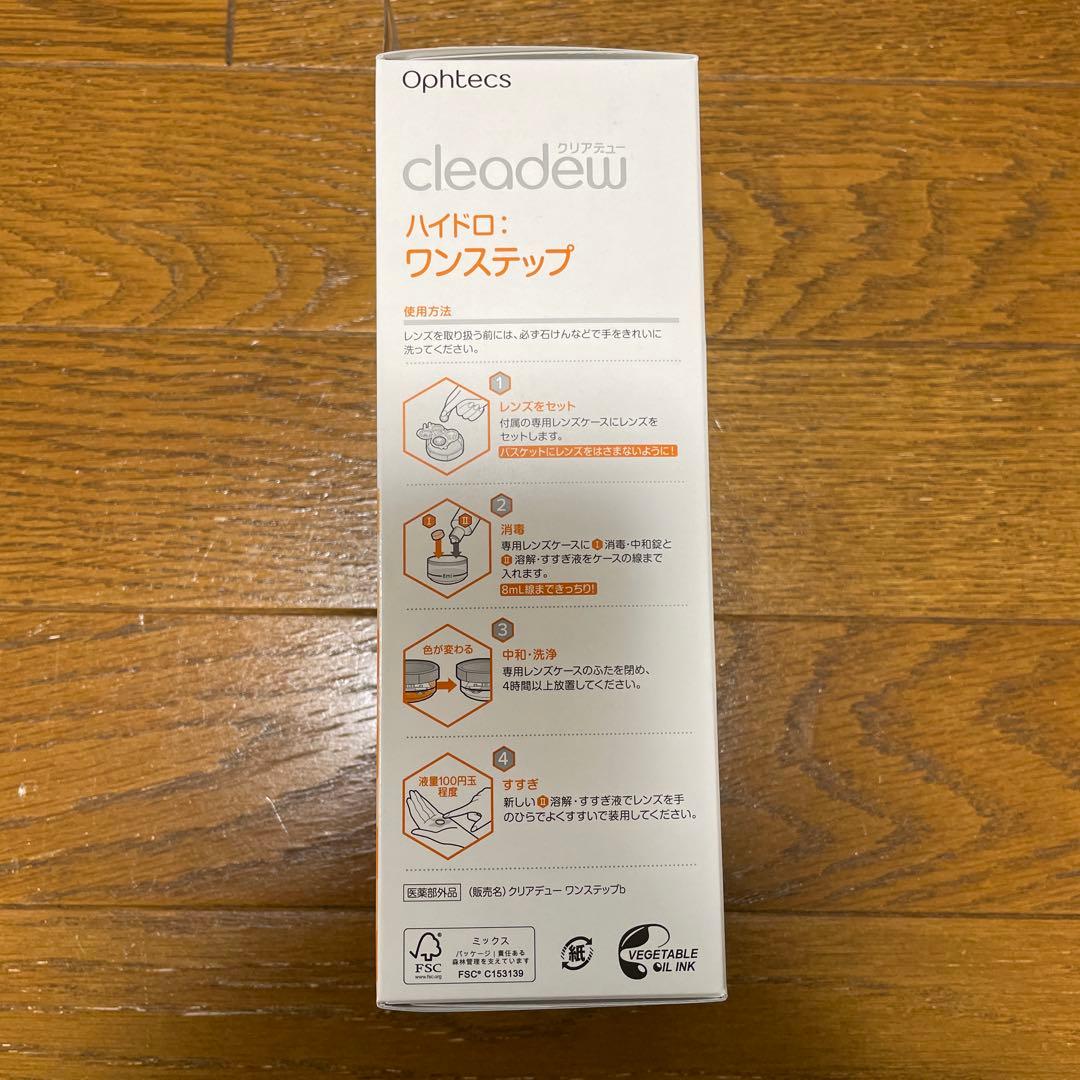 Ophtecs
クリアデュー
cleadew
ハイドロ：
ワンステップ
使用方法
レンズを取り扱う前には、必ず石けんなどで手をきれいに
洗ってください。
1
レンズをセット
付属の専用レンズケースにレンズを
セットします。
バスケットにレンズをはさまないように！
2
I II
8ml
消毒
専用レンズケースに I 消毒・中和錠と
II 溶解・すすぎ液をケースの線まで
入れます。
8mL線まできっちり！
3
色が変わる
中和・洗浄
専用レンズケースのふたを閉め、
4時間以上放置してください。
4
液量100円玉
程度
すすぎ
新しい II 溶解・すすぎ液でレンズを手
のひらでよくすすいで装用してください。
医薬部外品 （販売名）クリアデュー ワンステップb
FSC®
www.fsc.org
ミックス
パッケージ｜責任ある
森林管理を支えています
FSC® C153139
紙
VEGETABLE
OIL INK